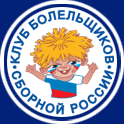 КЛУБ БОЛЕЛЬЩИКОВ
СБОРНОЙ РОССИИ